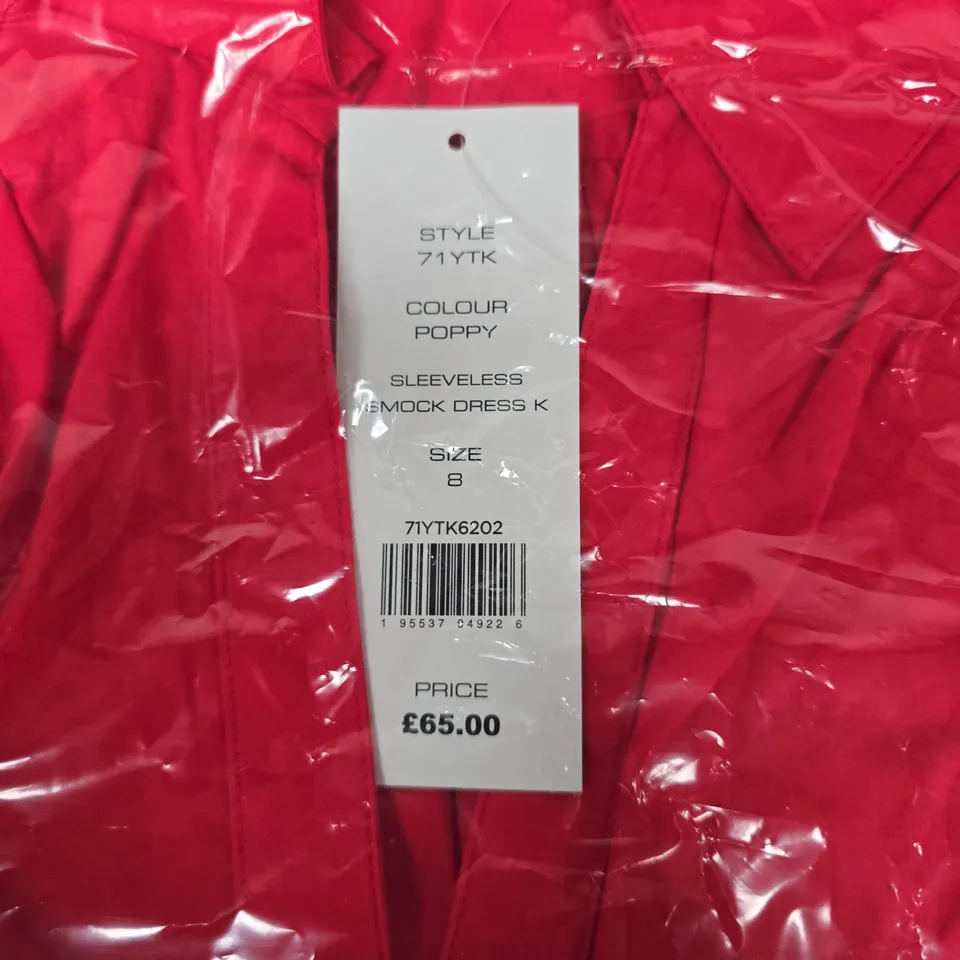 STYLE
71YTK
COLOUR
POPPY
SLEEVELESS
SMOCK DRESS K
SIZE
8
71YTK6202
1 95537 04922 6
PRICE
£65.00